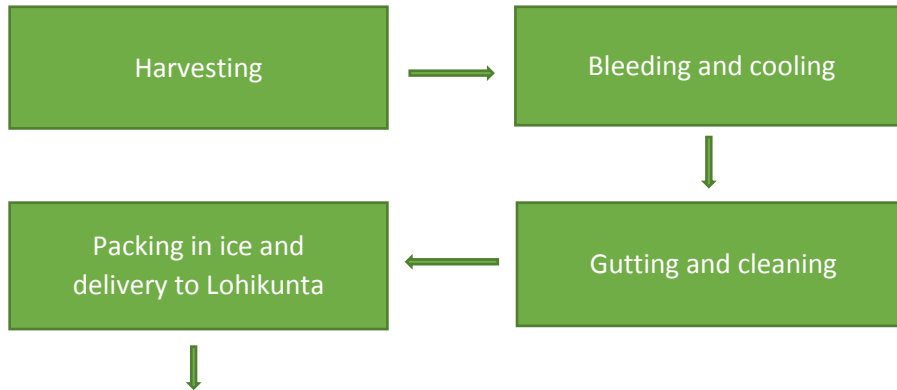 Harvesting
Bleeding and cooling
Packing in ice and
delivery to Lohikunta
Gutting and cleaning